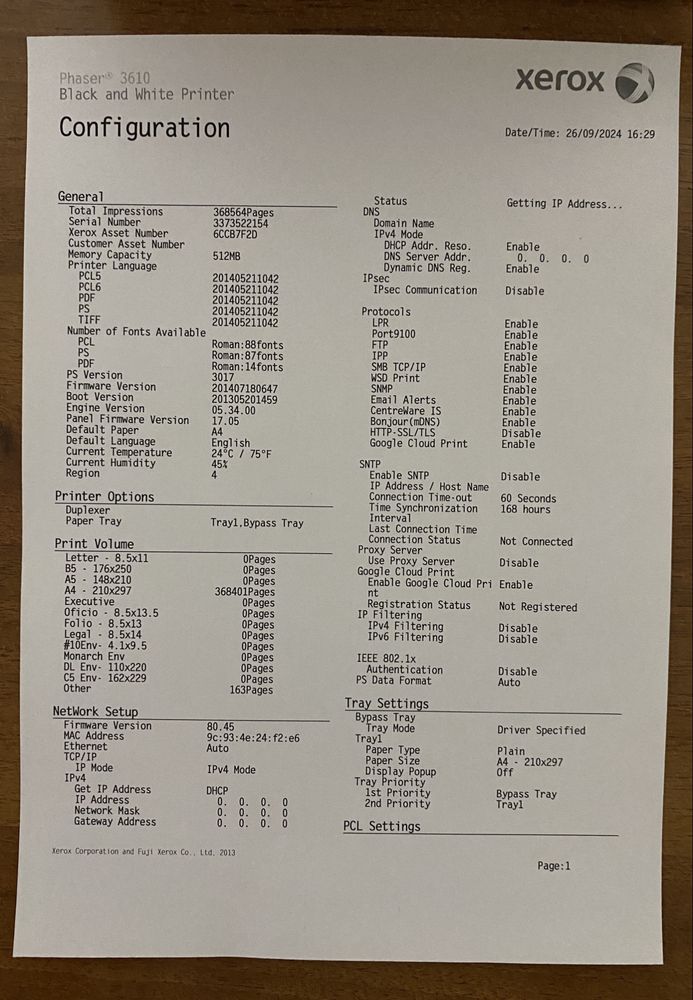 Phaser® 3610
Black and White Printer
xerox
Configuration
Date/Time: 26/09/2024 16:29
General
Total Impressions 368564Pages
Serial Number 3373522154
Xerox Asset Number 6CCB7F2D
Customer Asset Number
Memory Capacity 512MB
Printer Language
PCL5 201405211042
PCL6 201405211042
PDF 201405211042
PS 201405211042
TIFF 201405211042
Number of Fonts Available
PCL Roman:88fonts
PS Roman:87fonts
PDF Roman:14fonts
PS Version 3017
Firmware Version 201407180647
Boot Version 201305201459
Engine Version 05.34.00
Panel Firmware Version 17.05
Default Paper A4
Default Language English
Current Temperature 24°C / 75°F
Current Humidity 45%
Region 4
Printer Options
Duplexer
Paper Tray Tray1,Bypass Tray
Print Volume
Letter - 8.5x11 0Pages
B5 - 176x250 0Pages
A5 - 148x210 0Pages
A4 - 210x297 368401Pages
Executive 0Pages
Oficio - 8.5x13.5 0Pages
Folio - 8.5x13 0Pages
Legal - 8.5x14 0Pages
#10Env- 4.1x9.5 0Pages
Monarch Env 0Pages
DL Env- 110x220 0Pages
C5 Env- 162x229 0Pages
Other 163Pages
NetWork Setup
Firmware Version 80.45
MAC Address 9c:93:4e:24:f2:e6
Ethernet Auto
TCP/IP
IP Mode IPv4 Mode
IPv4
Get IP Address DHCP
IP Address 0. 0. 0. 0
Network Mask 0. 0. 0. 0
Gateway Address 0. 0. 0. 0
Status Getting IP Address...
DNS
Domain Name
IPv4 Mode
DHCP Addr. Reso. Enable
DNS Server Addr. 0. 0. 0. 0
Dynamic DNS Reg. Enable
IPsec
IPsec Communication Disable
Protocols
LPR Enable
Port9100 Enable
FTP Enable
IPP Enable
SMB TCP/IP Enable
WSD Print Enable
SNMP Enable
Email Alerts Enable
CentreWare IS Enable
Bonjour(mDNS) Enable
HTTP-SSL/TLS Disable
Google Cloud Print Enable
SNTP
Enable SNTP Disable
IP Address / Host Name
Connection Time-out 60 Seconds
Time Synchronization 168 hours
Interval
Last Connection Time
Connection Status Not Connected
Proxy Server
Use Proxy Server Disable
Google Cloud Print
Enable Google Cloud Pri Enable
nt
Registration Status Not Registered
IP Filtering
IPv4 Filtering Disable
IPv6 Filtering Disable
IEEE 802.1x
Authentication Disable
PS Data Format Auto
Tray Settings
Bypass Tray
Tray Mode Driver Specified
Tray1
Paper Type Plain
Paper Size A4 - 210x297
Display Popup Off
Tray Priority
1st Priority Bypass Tray
2nd Priority Tray1
PCL Settings
Xerox Corporation and Fuji Xerox Co., Ltd. 2013
Page:1